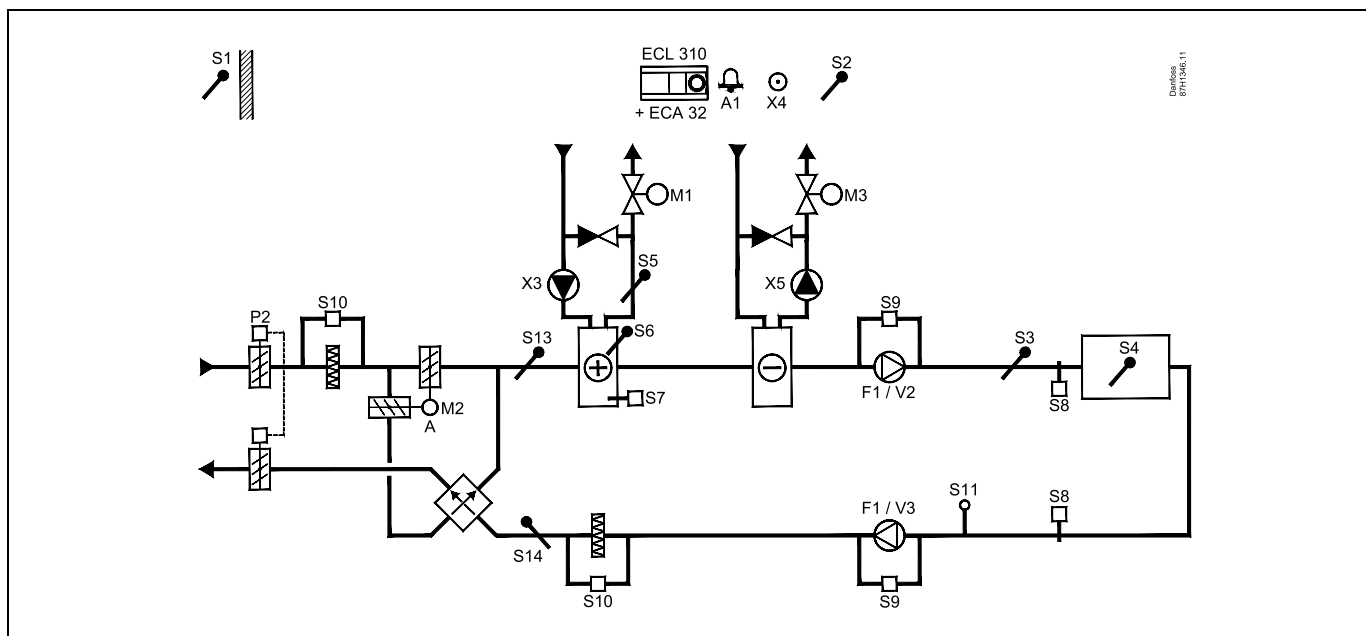 S1
ECL 310
A1
X4
+ ECA 32
S2
Danfoss
87H1346.11
M1
M3
S5
X3
X5
S10
P2
S13
S6
S9
S3
S4
S7
F1 / V2
S8
M2
A
S11
S8
F1 / V3
S14
S10
S9